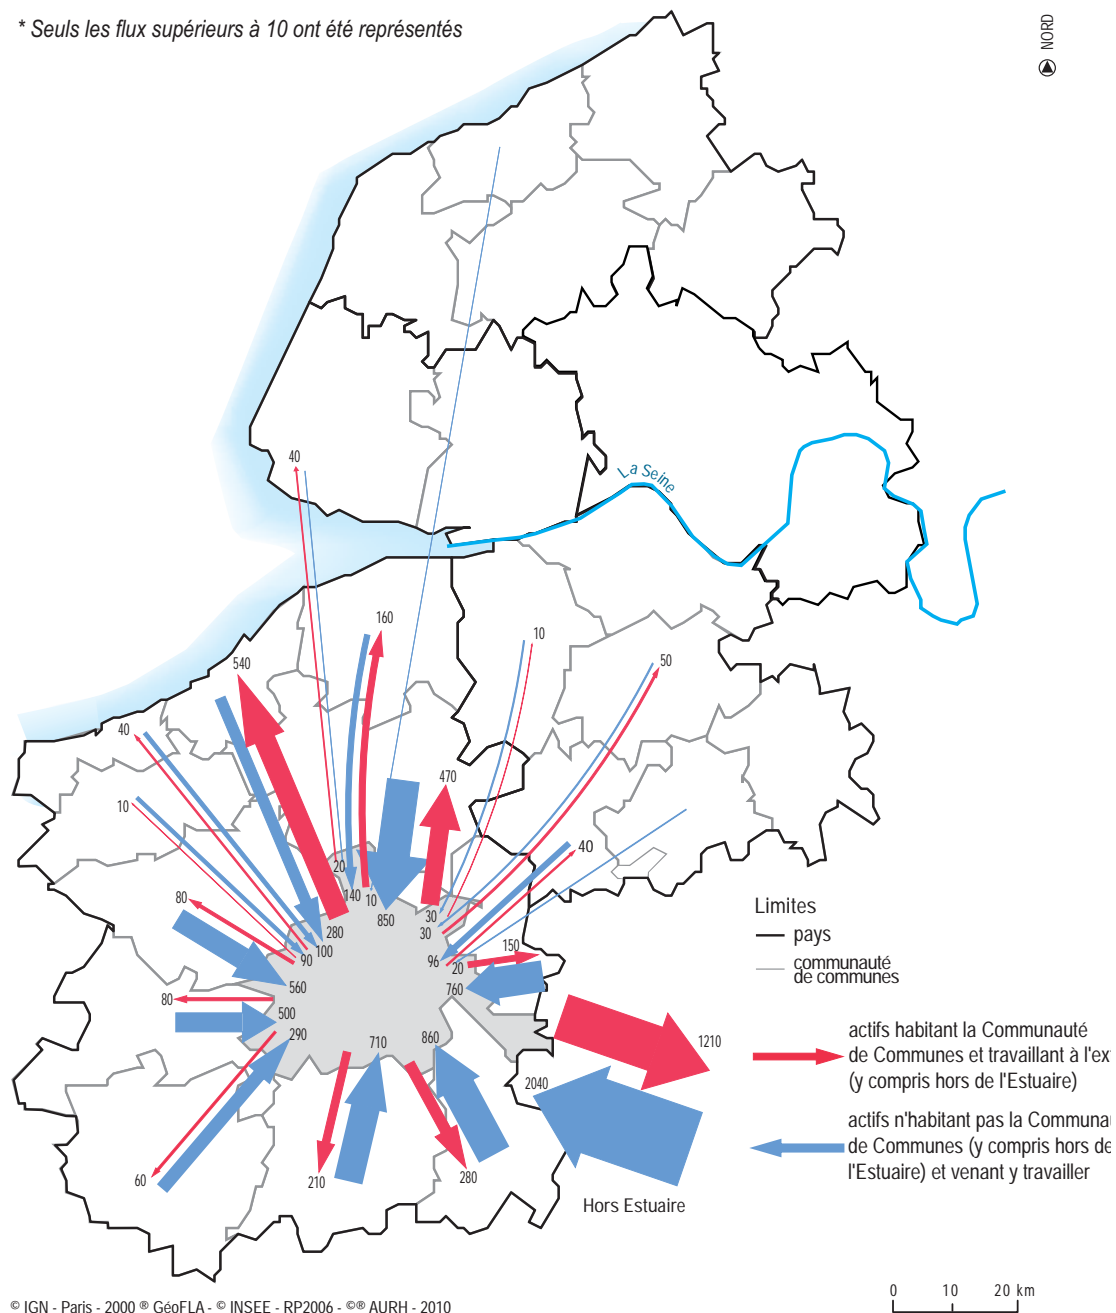 * Seuls les flux supérieurs à 10 ont été représentés
NORD
La Seine
40
160
10
50
540
40
10
470
40
80
20
140
10
850
30
30
280
100
90
96
20
150
560
760
80
500
290
710
860
1210
2040
60
210
280
Hors Estuaire
Limites
pays
communauté
de communes
actifs habitant la Communauté
de Communes et travaillant à l'ex
(y compris hors de l'Estuaire)
actifs n'habitant pas la Communau
de Communes (y compris hors de
l'Estuaire) et venant y travailler
0 10 20 km
© IGN - Paris - 2000 ® GéoFLA - © INSEE - RP2006 - ©® AURH - 2010